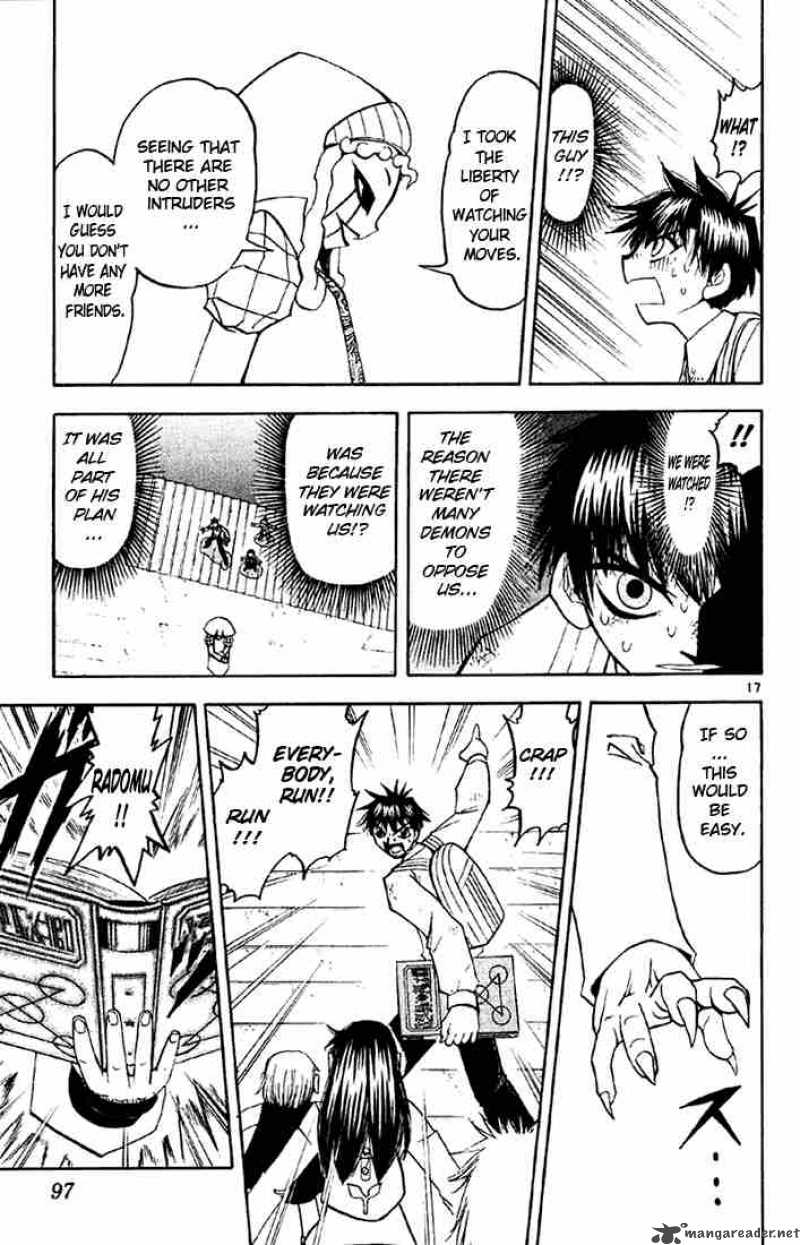 WHAT
!?
THIS
GUY
!!?
I TOOK
THE
LIBERTY
OF
WATCHING
YOUR
MOVES.
SEEING THAT
THERE ARE
NO OTHER
INTRUDERS
...
I WOULD
GUESS
YOU DON'T
HAVE ANY
MORE
FRIENDS.
!!
WE WERE
WATCHED
!?
THE
REASON
THERE
WEREN'T
MANY
DEMONS
TO
OPPOSE
US...
WAS
BECAUSE
THEY WERE
WATCHING
US!?
IT WAS
ALL
PART
OF HIS
PLAN
...
17
IF SO
...
THIS
WOULD
BE
EASY.
ス...
CRAP
!!!
EVERY-
BODY,
RUN!!
RUN
!!!
RADOMU
!!
97
mangareader.net